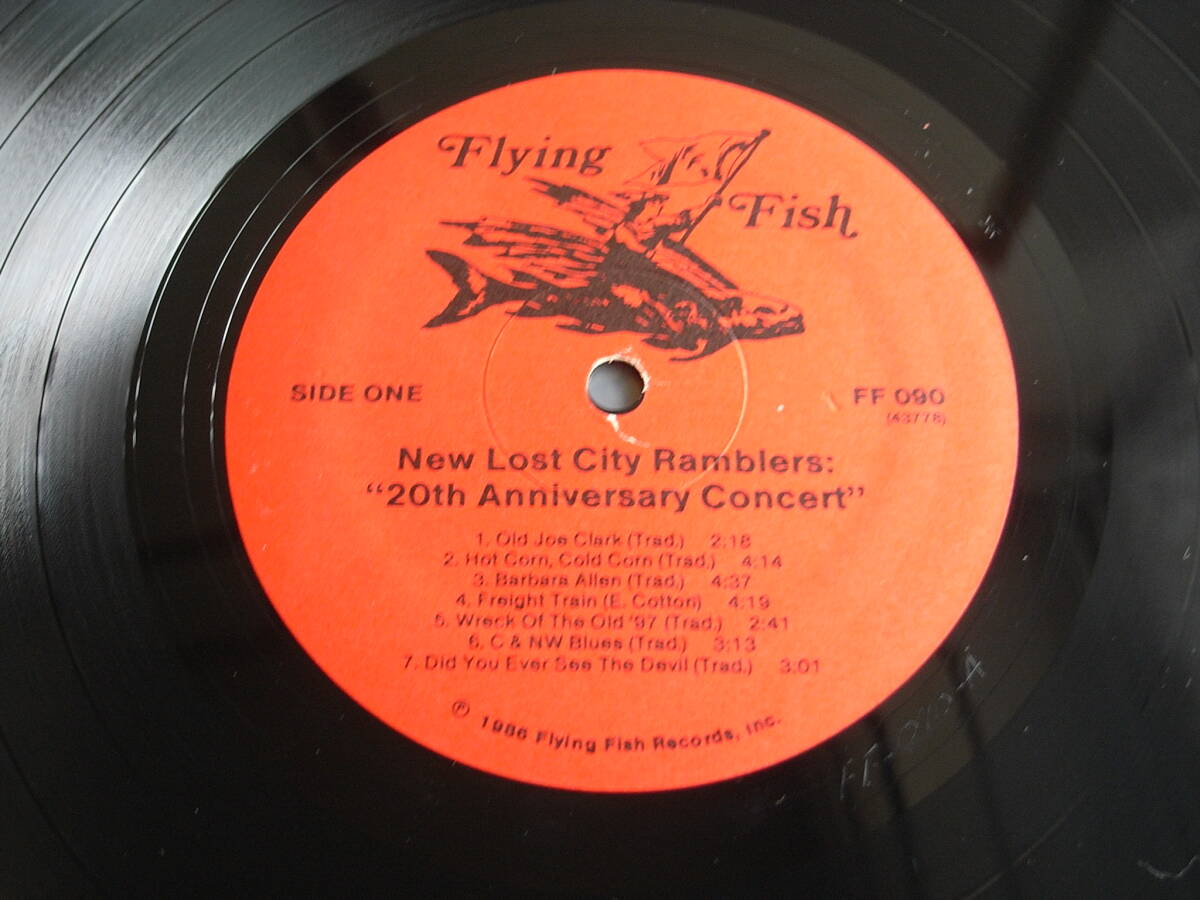 Flying
Fish
SIDE ONE
FF 090
(43778)
New Lost City Ramblers:
“20th Anniversary Concert”
1. Old Joe Clark (Trad.) 2:18
2. Hot Corn, Cold Corn (Trad.) 4:14
3. Barbara Allen (Trad.) 4:37
4. Freight Train (E. Cotton) 4:19
5. Wreck Of The Old '97 (Trad.) 2:41
6. C & NW Blues (Trad.) 3:13
7. Did You Ever See The Devil (Trad.) 3:01
℗ 1986 Flying Fish Records, Inc.